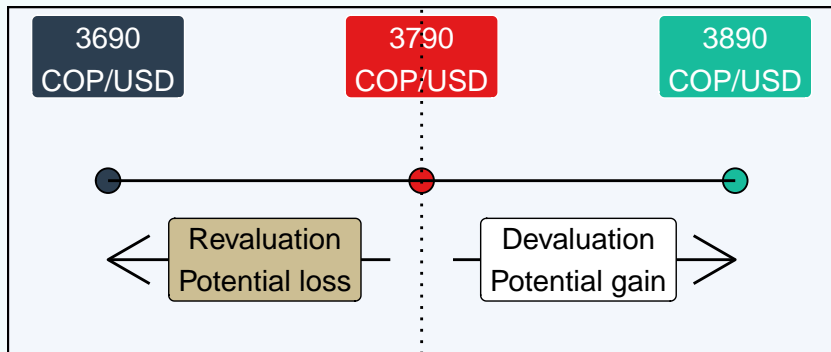 3690
COP/USD
3790
COP/USD
3890
COP/USD
Revaluation
Potential loss
Devaluation
Potential gain